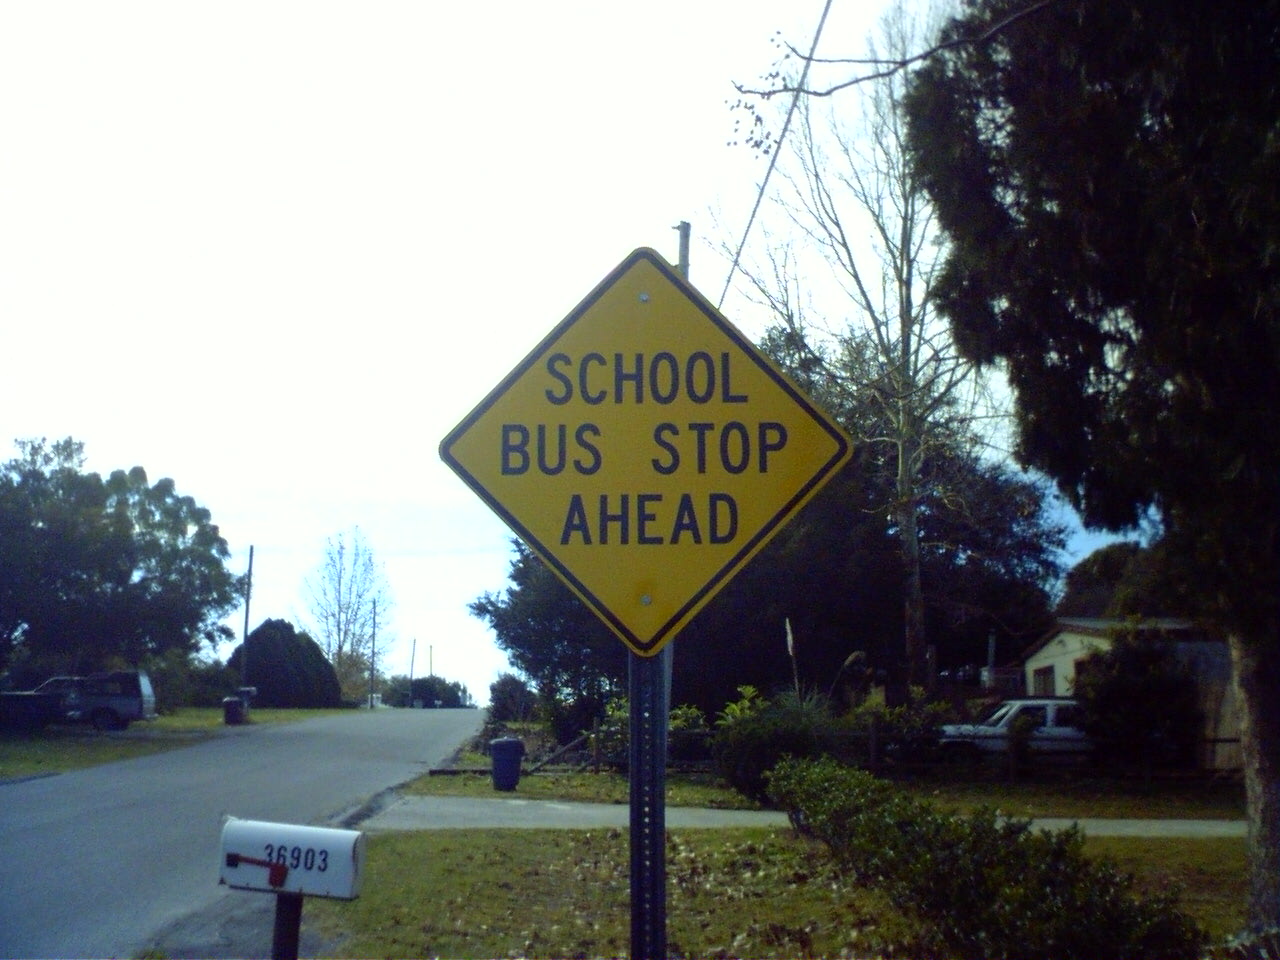 SCHOOL
BUS STOP
AHEAD
36903